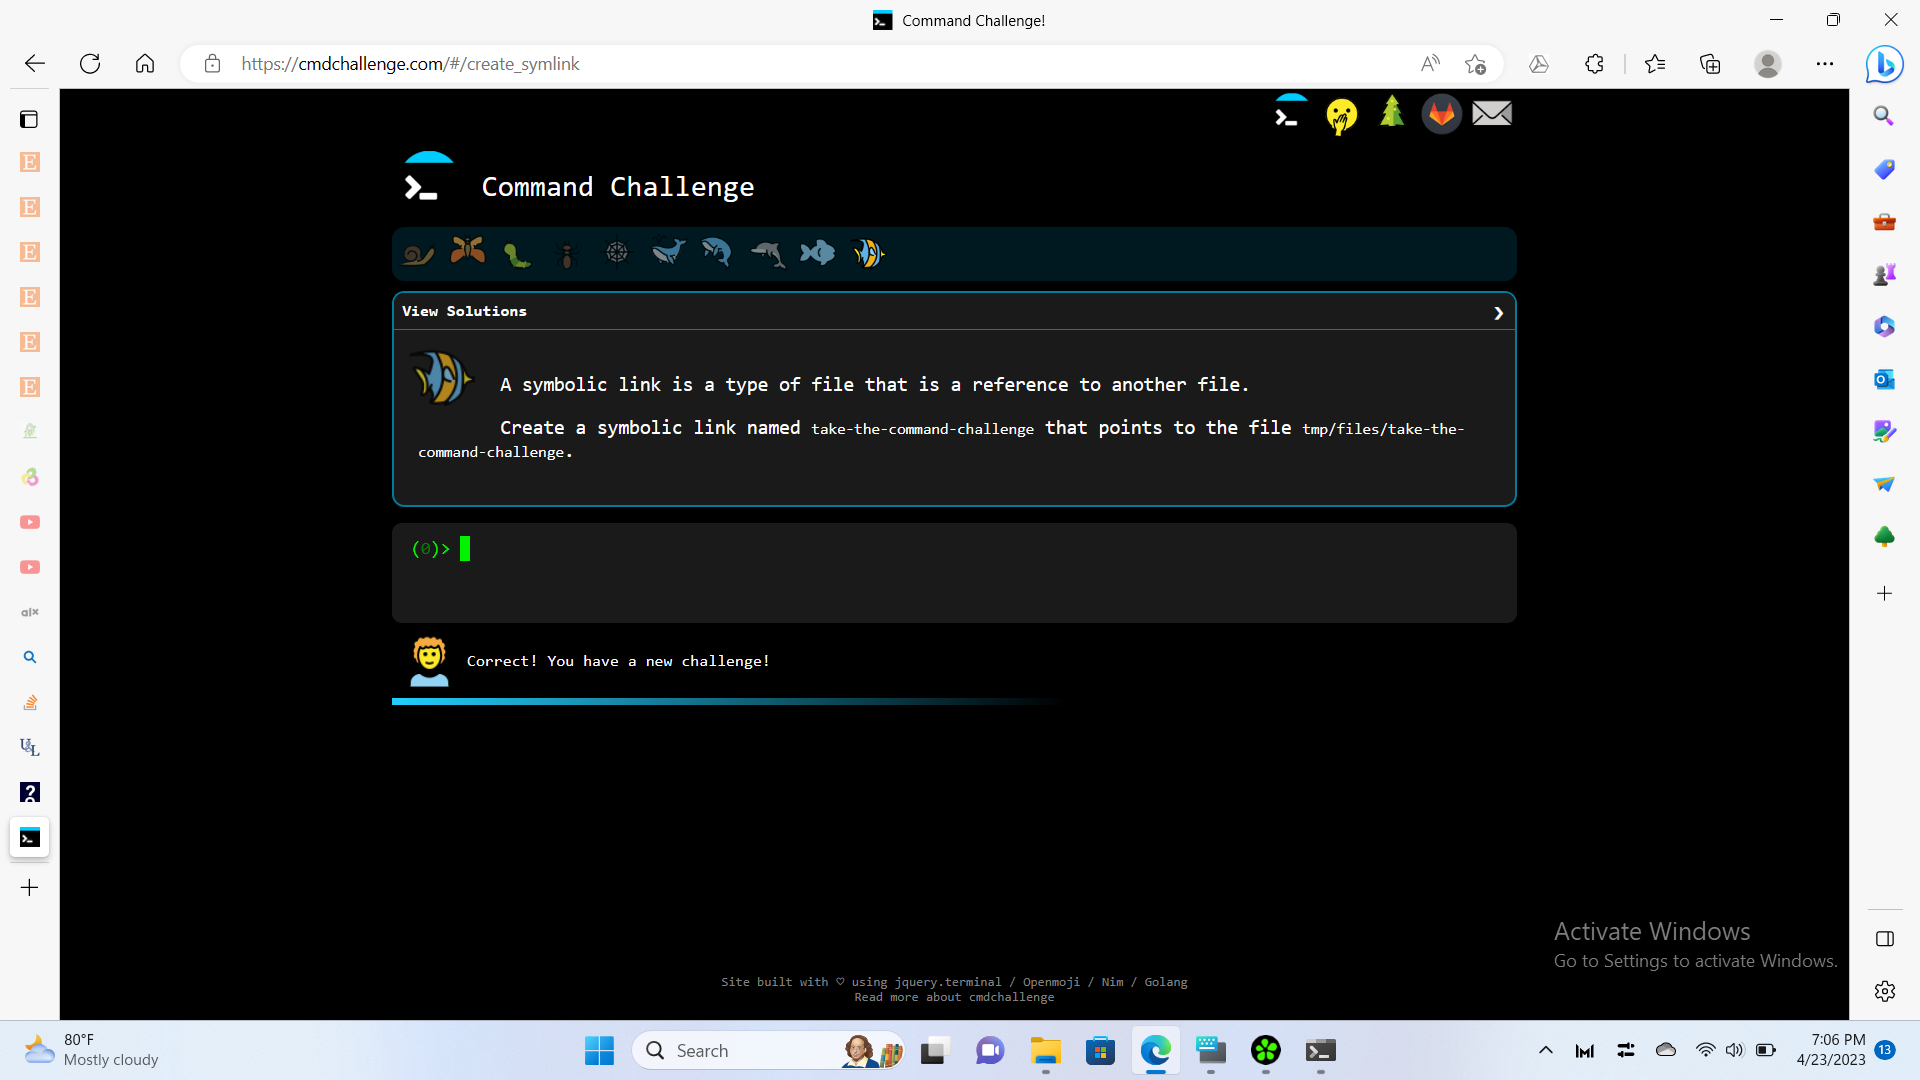 Command Challenge!
https://cmdchallenge.com/#/create_symlink
Command Challenge
View Solutions
A symbolic link is a type of file that is a reference to another file.
Create a symbolic link named take-the-command-challenge that points to the file tmp/files/take-the-
command-challenge.
(0)>
Correct! You have a new challenge!
Activate Windows
Go to Settings to activate Windows.
Site built with ♡ using jquery.terminal / Openmoji / Nim / Golang
Read more about cmdchallenge
80°F
Mostly cloudy
Search
7:06 PM
4/23/2023
13